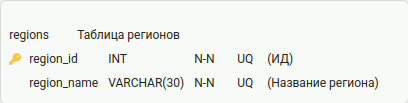 regions Таблица регионов
region_id INT N-N UQ (ИД)
region_name VARCHAR(30) N-N UQ (Название региона)